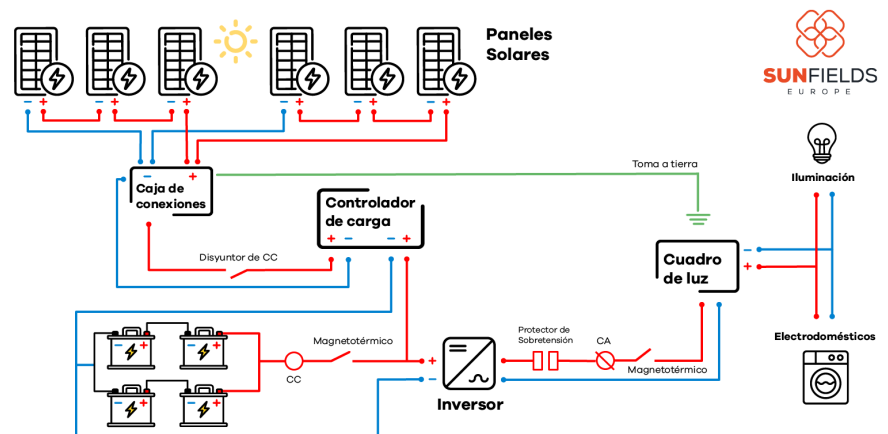 Paneles
Solares
SUNFIELDS
EUROPE
- + - + - + - + - + - +
Iluminación
Toma a tierra
- +
Caja de
conexiones
Controlador
de carga
+ - - +
Disyuntor de CC
Cuadro
de luz
-
+
Electrodomésticos
- + - +
Magnetotérmico
CC
+
-
Inversor
Protector de
Sobretensión
CA
Magnetotérmico
- + - +